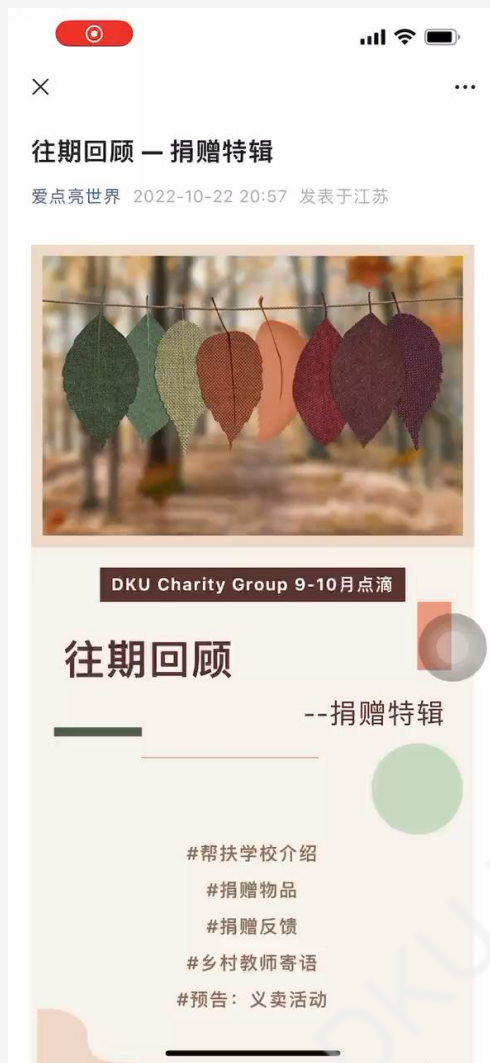 往期回顾 — 捐赠特辑
爱点亮世界 2022-10-22 20:57 发表于江苏
DKU Charity Group 9-10月点滴
往期回顾
--捐赠特辑
#帮扶学校介绍
#捐赠物品
#捐赠反馈
#乡村教师寄语
#预告：义卖活动
DKU